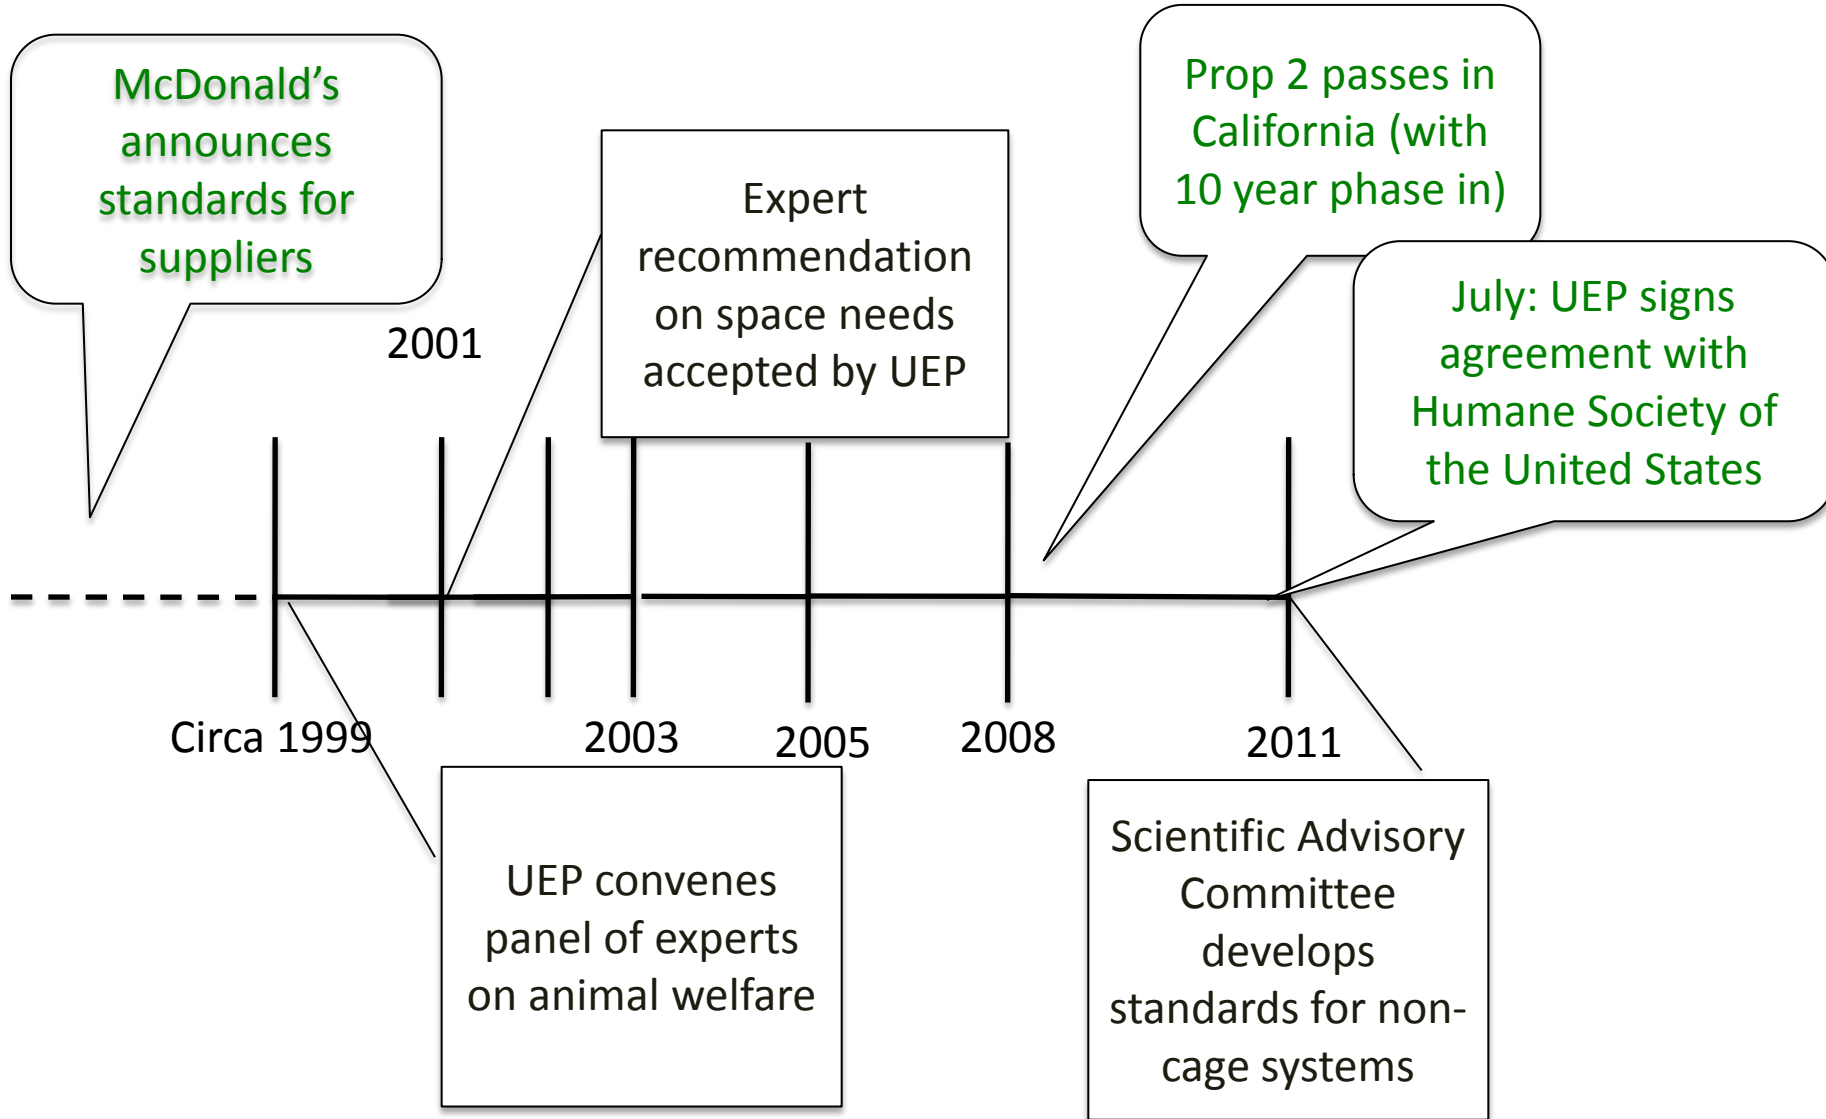 McDonald's
announces
standards for
suppliers
2001
Expert
recommendation
on space needs
accepted by UEP
Prop 2 passes in
California (with
10 year phase in)
July: UEP signs
agreement with
Humane Society of
the United States
Circa 1999
2003
2005
2008
2011
UEP convenes
panel of experts
on animal welfare
Scientific Advisory
Committee
develops
standards for non-
cage systems